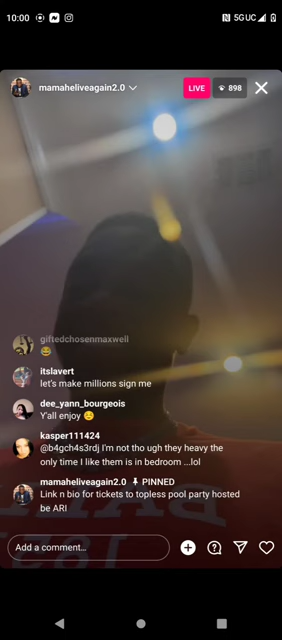 10:00
5GUC
mamaheliveagain2.0
LIVE
898
giftedchosenmaxwell
😂
itslavert
let's make millions sign me
dee_yann_bourgeois
Y'all enjoy 😌
kasper111424
@b4gch4s3rdj I'm not tho ugh they heavy the
only time I like them is in bedroom ...lol
mamaheliveagain2.0 PINNED
Link n bio for tickets to topless pool party hosted
be ARI
Add a comment...